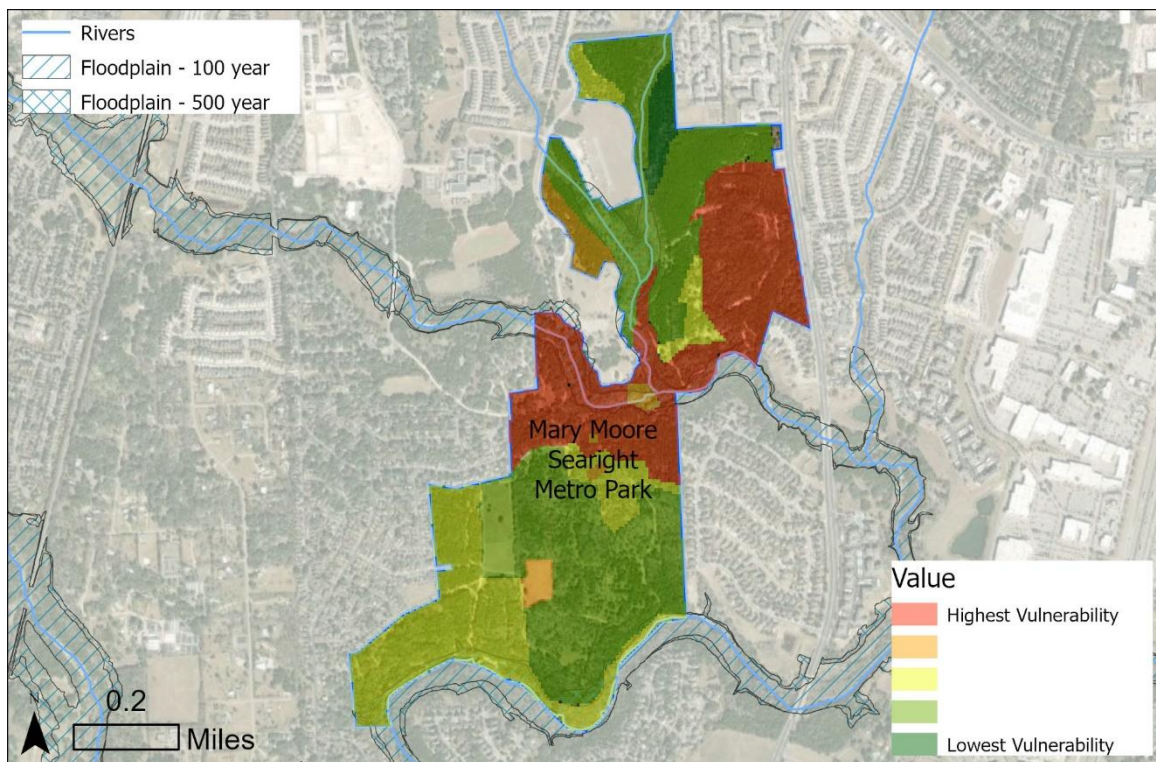 Rivers
Floodplain - 100 year
Floodplain - 500 year
Mary Moore
Searight
Metro Park
0.2
Miles
Value
Highest Vulnerability
Lowest Vulnerability